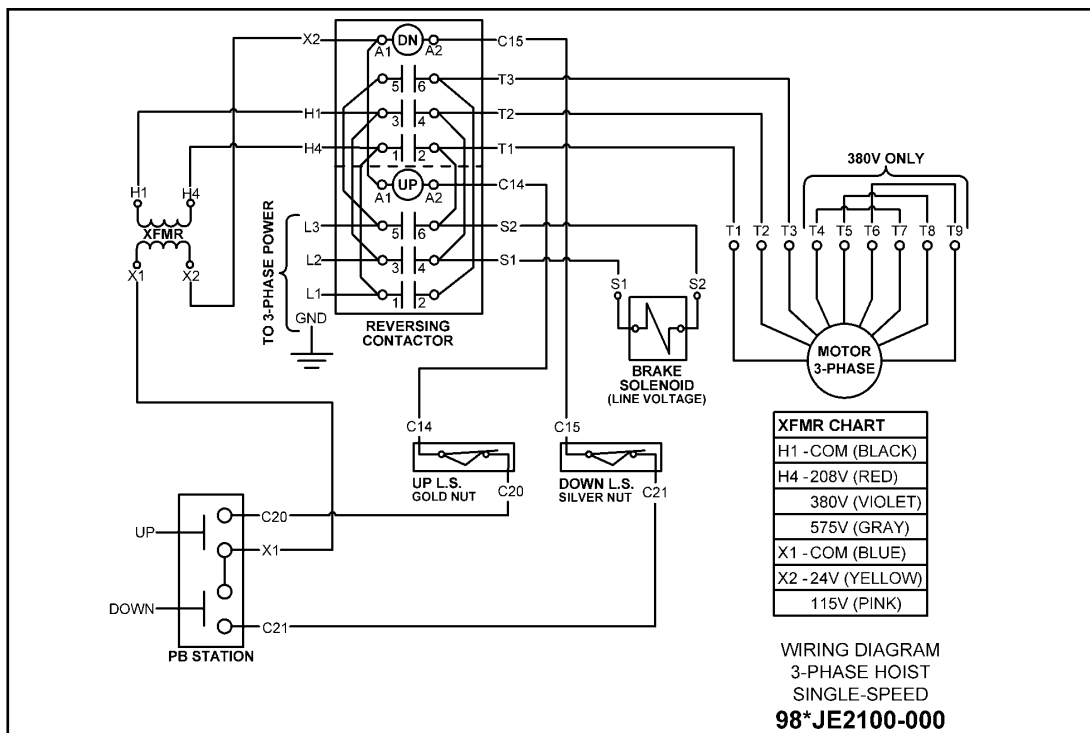 X2 A1 DN A2 C15
5 6 T3
H1 3 4 T2
H4 1 2 T1
380V ONLY
A1 UP A2 C14
H1 H4
XFMR
X1 X2
TO 3-PHASE POWER
L3 5 6 S2
L2 3 4 S1
L1 1 2
GND
REVERSING
CONTACTOR
T1 T2 T3 T4 T5 T6 T7 T8 T9
S1 S2
BRAKE
SOLENOID
(LINE VOLTAGE)
MOTOR
3-PHASE
C14 C15
UP L.S.
GOLD NUT
C20
DOWN L.S.
SILVER NUT
C21
UP
C20
X1
DOWN
C21
PB STATION
XFMR CHART
H1 -COM (BLACK)
H4 -208V (RED)
380V (VIOLET)
575V (GRAY)
X1 -COM (BLUE)
X2 -24V (YELLOW)
115V (PINK)
WIRING DIAGRAM
3-PHASE HOIST
SINGLE-SPEED
98*JE2100-000